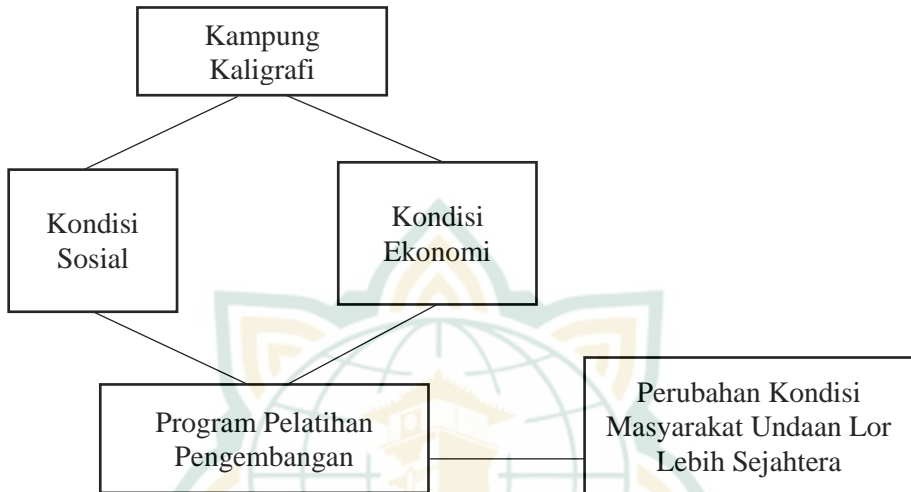 Kampung
Kaligrafi
Kondisi
Sosial
Kondisi
Ekonomi
Program Pelatihan
Pengembangan
Perubahan Kondisi
Masyarakat Undaan Lor
Lebih Sejahtera